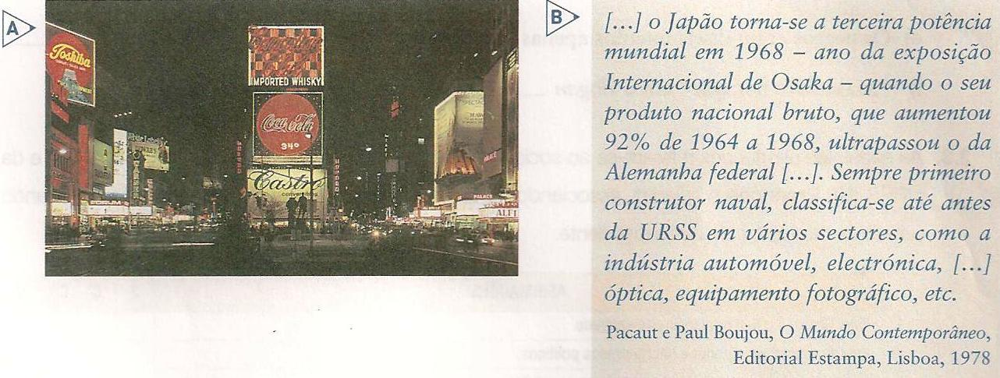 A
Toshiba
IMPORTED WHISKY
Coca-Cola
94°
Castro
convertibles
PALACE
B
[...] o Japão torna-se a terceira potência
mundial em 1968 – ano da exposição
Internacional de Osaka – quando o seu
produto nacional bruto, que aumentou
92% de 1964 a 1968, ultrapassou o da
Alemanha federal [...]. Sempre primeiro
construtor naval, classifica-se até antes
da URSS em vários sectores, como a
indústria automóvel, electrónica, [...]
óptica, equipamento fotográfico, etc.
Pacaut e Paul Boujou, O Mundo Contemporâneo,
Editorial Estampa, Lisboa, 1978